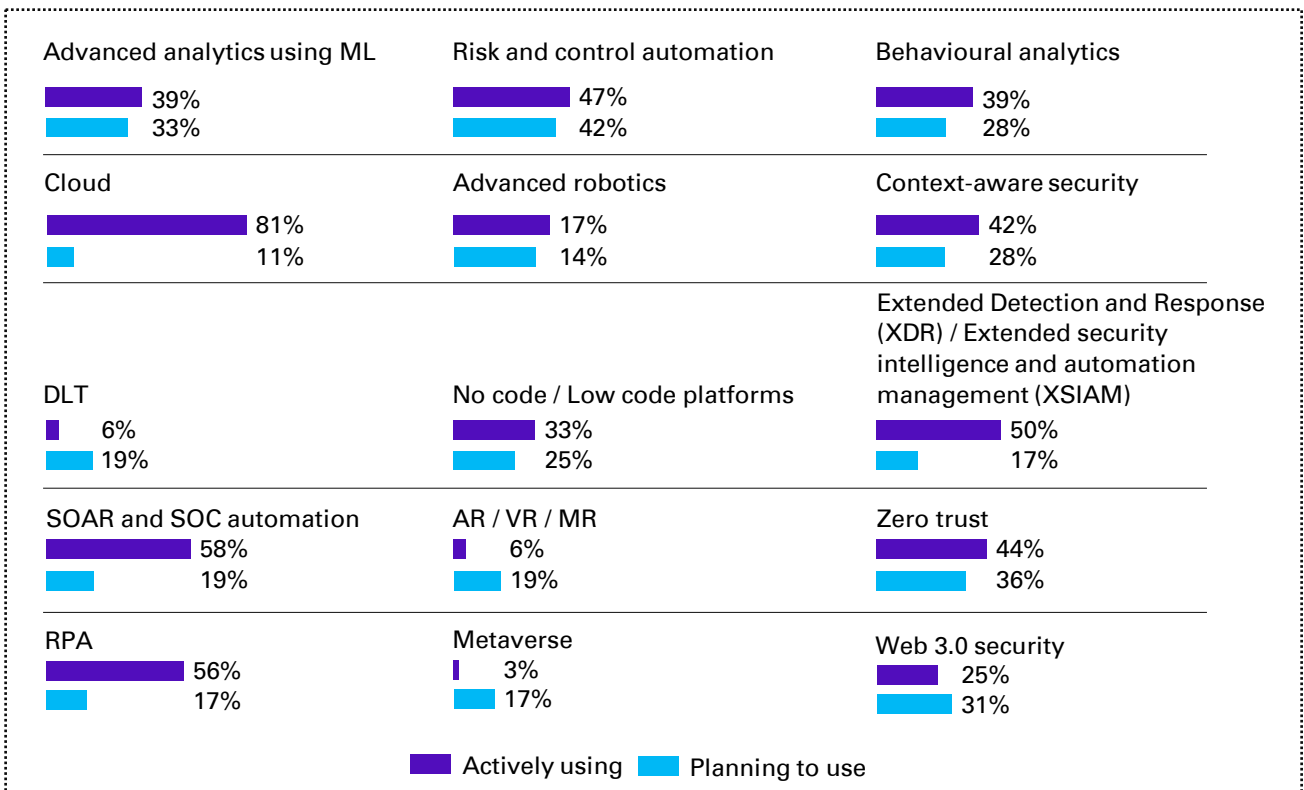 Advanced analytics using ML
39%
33%
Risk and control automation
47%
42%
Behavioural analytics
39%
28%
Cloud
81%
11%
Advanced robotics
17%
14%
Context-aware security
42%
28%
DLT
6%
19%
No code / Low code platforms
33%
25%
Extended Detection and Response
(XDR) / Extended security
intelligence and automation
management (XSIAM)
50%
17%
SOAR and SOC automation
58%
19%
AR / VR / MR
6%
19%
Zero trust
44%
36%
RPA
56%
17%
Metaverse
3%
17%
Web 3.0 security
25%
31%
Actively using
Planning to use